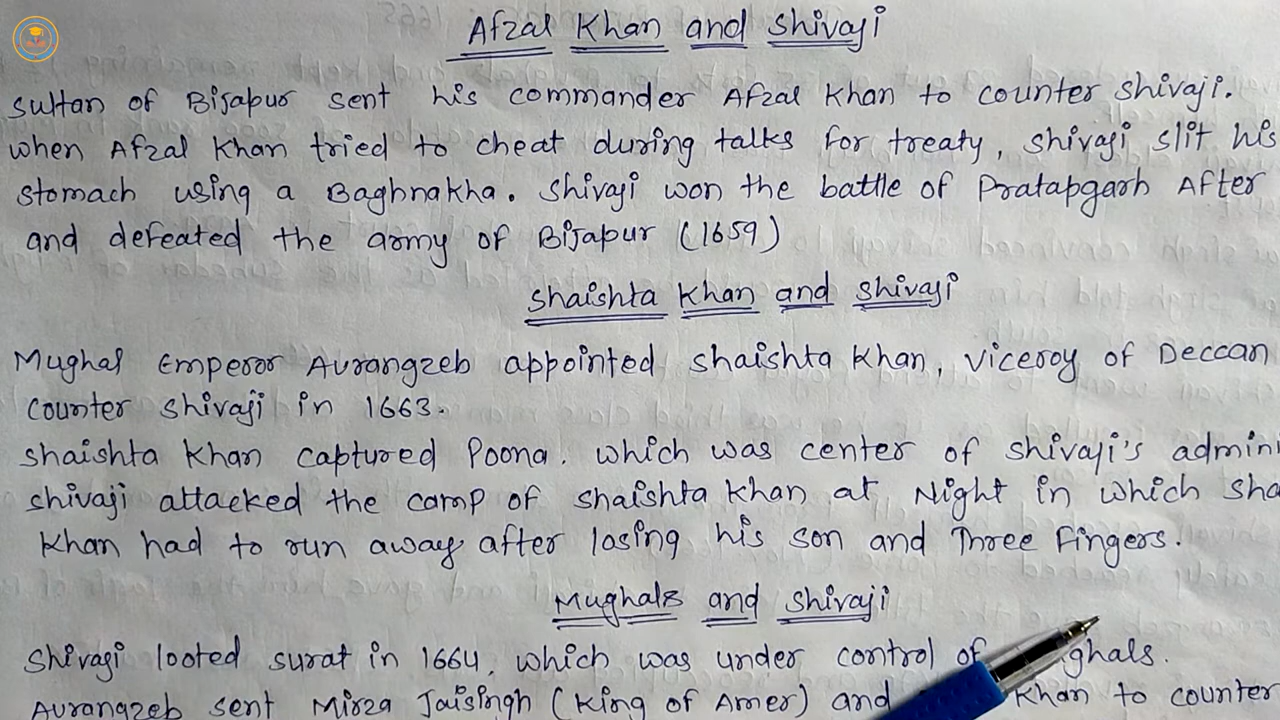 Afzal Khan and Shivaji
Sultan of Bijapur sent his commander Afzal Khan to counter Shivaji.
When Afzal Khan tried to cheat during talks for treaty, Shivaji slit his
stomach using a Baghnakha. Shivaji won the battle of Pratapgarh After
and defeated the army of Bijapur (1659)
Shaishta Khan and Shivaji
Mughal Emperor Aurangzeb appointed Shaishta Khan, viceroy of Deccan
counter Shivaji in 1663.
Shaishta Khan captured Poona. which was center of Shivaji's admini
Shivaji attacked the camp of Shaishta Khan at Night in which Sha
Khan had to run away after losing his son and Three Fingers.
Mughals and Shivaji
Shivaji looted Surat in 1664, which was under control of ghals.
Aurangzeb sent Mirza Jaisingh (King of Amer) and Khan to counter